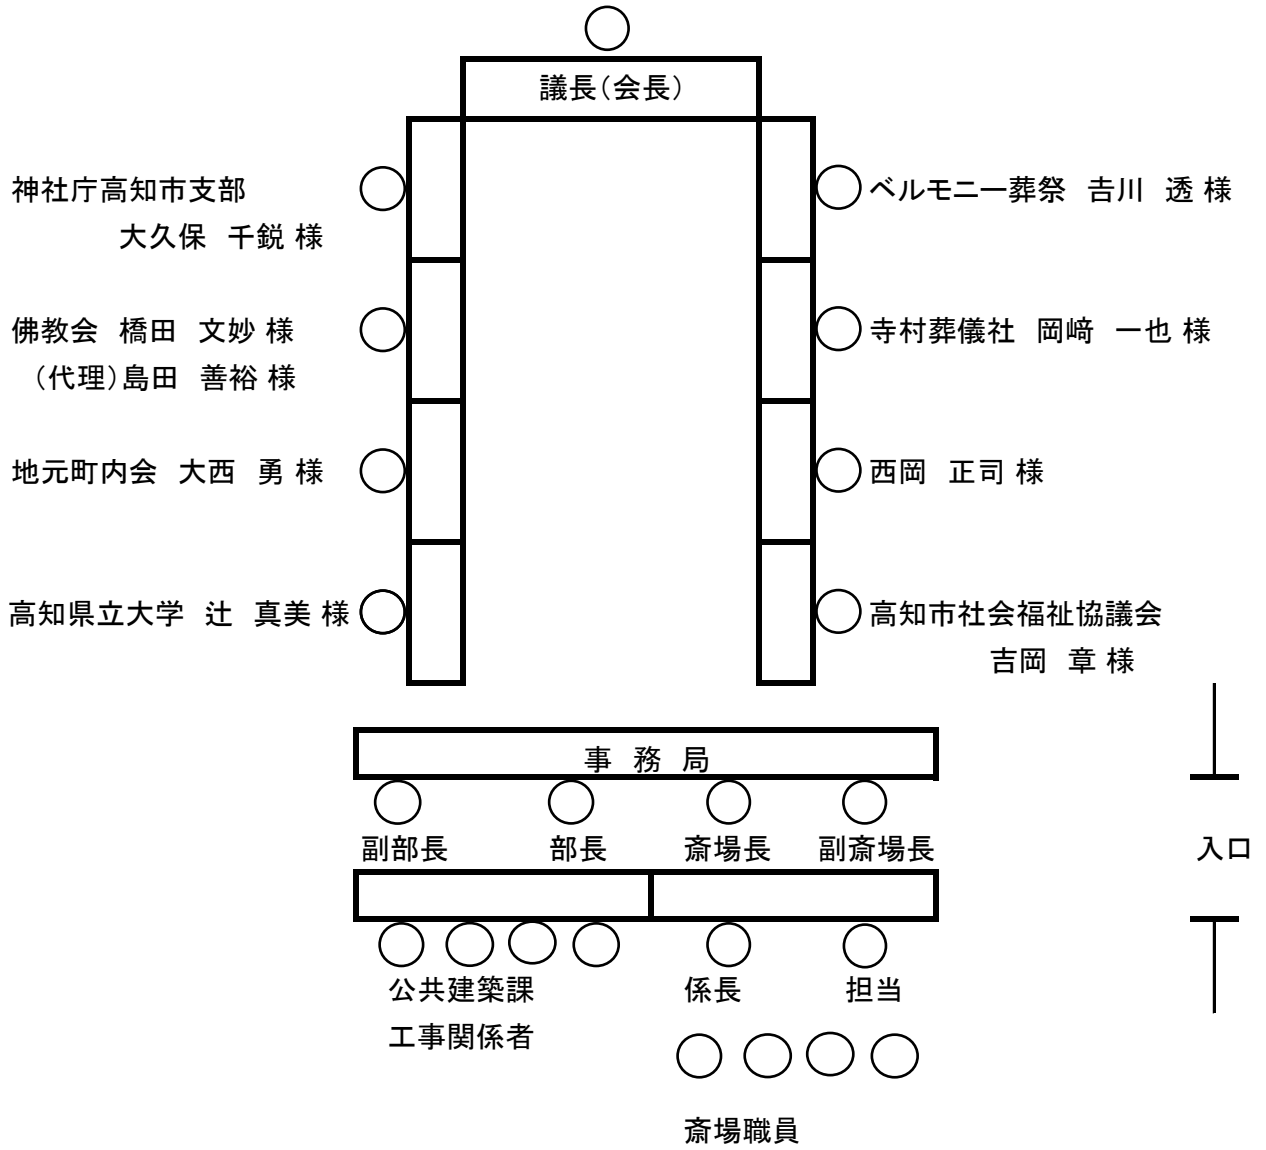 議長（会長）
神社庁高知市支部
大久保　千鋭 様
ベルモニー葬祭　吉川　透 様
佛教会　橋田　文妙 様
（代理）島田　善裕 様
寺村葬儀社　岡﨑　一也 様
地元町内会　大西　勇 様
西岡　正司 様
高知県立大学　辻　真美 様
高知市社会福祉協議会
吉岡　章 様
事　務　局
副部長
部長
斎場長
副斎場長
入口
公共建築課
工事関係者
係長
担当
斎場職員